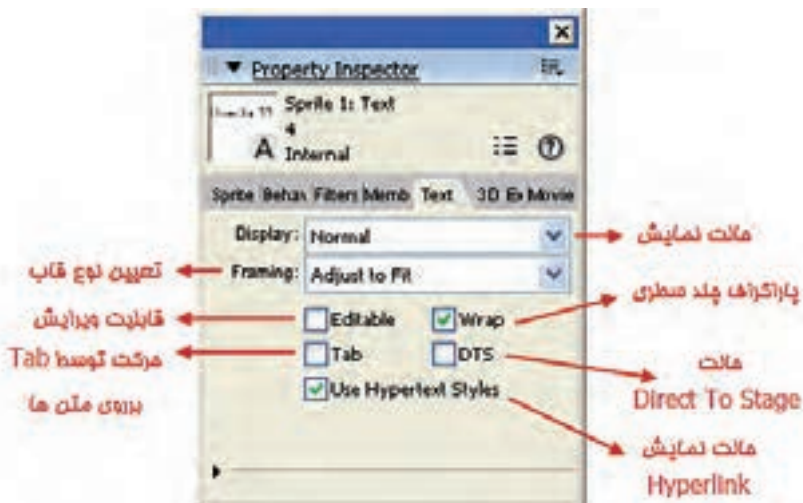 Property Inspector
Sprite 1: Text
4
Internal
A
Sprite Behav Filters Memb Text 3D Ex Movie
Display: Normal
حالت نمایش
Framing: Adjust to Fit
تعیین نوع قاب
پاراگراف چند سطری
Editable
Wrap
قابلیت ویرایش
Tab
DTS
حرکت توسط Tab
برروی متن ها
حالت
Direct To Stage
Use Hypertext Styles
حالت نمایش
Hyperlink